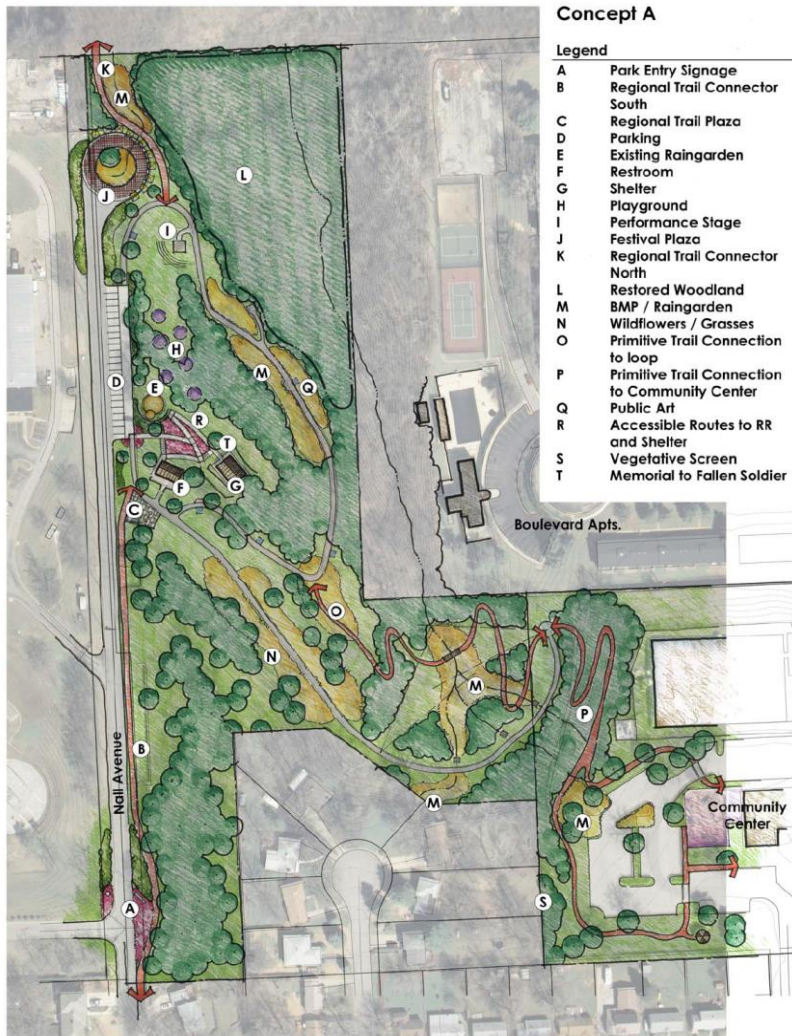 Concept A
Legend
A Park Entry Signage
B Regional Trail Connector
South
C Regional Trail Plaza
D Parking
E Existing Raingarden
F Restroom
G Shelter
H Playground
I Performance Stage
J Festival Plaza
K Regional Trail Connector
North
L Restored Woodland
M BMP / Raingarden
N Wildflowers / Grasses
O Primitive Trail Connection
to loop
P Primitive Trail Connection
to Community Center
Q Public Art
R Accessible Routes to RR
and Shelter
S Vegetative Screen
T Memorial to Fallen Soldier
K
M
L
J
I
H
D
M
Q
E
R
T
F
G
C
Boulevard Apts.
O
N
M
P
B
Nall Avenue
M
M
Community
Center
S
A